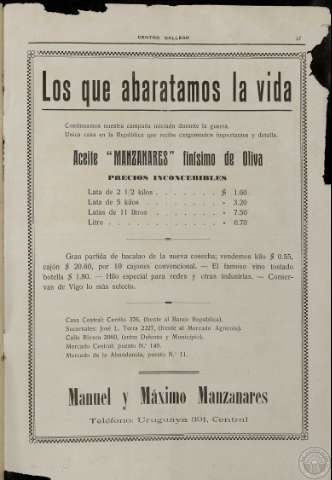 CENTRO GALLEGO
Los que abaratamos la vida
Continuamos nuestra campaña iniciada durante la guerra.
Unica casa en la República que recibe cargamentos importantes y detalla.
Aceite "MANZANARES" finísimo de Oliva
PRECIOS INCONCEBIBLES
Lata de 2 1/2 kilos . . . . . . . $ 1.60
Lata de 5 kilos . . . . . . . „ 3.20
Latas de 11 litros . . . . . . . „ 7.50
Litro . . . . . . . „ 0.70
Gran partida de bacalao de la nueva cosecha; vendemos kilo $ 0.55,
cajón $ 20.60, por 10 cajones convencional. — El famoso vino tostado
botella $ 1.80. — Hilo especial para redes y otras industrias. — Conser-
vas de Vigo lo más selecto.
Casa Central: Cerrito 376, (frente al Banco República).
Sucursales: José L. Terra 2227, (frente al Mercado Agrícola).
Calle Rivera 2080, (entre Defensa y Municipio).
Mercado Central, puesto N.º 149.
Mercado de la Abundancia, puesto N.º 11.
Manuel y Máximo Manzanares
Teléfono: Uruguaya 391, Central